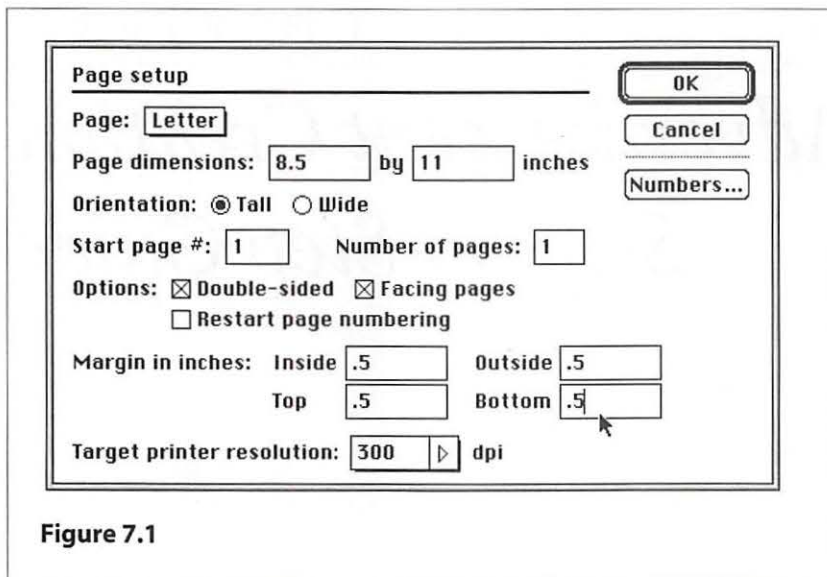 Page setup
OK
Page: Letter
Cancel
Page dimensions: 8.5 by 11 inches
Numbers...
Orientation: Tall Wide
Start page #: 1 Number of pages: 1
Options: Double-sided Facing pages
Restart page numbering
Margin in inches: Inside .5 Outside .5
Top .5 Bottom .5
Target printer resolution: 300 dpi
Figure 7.1